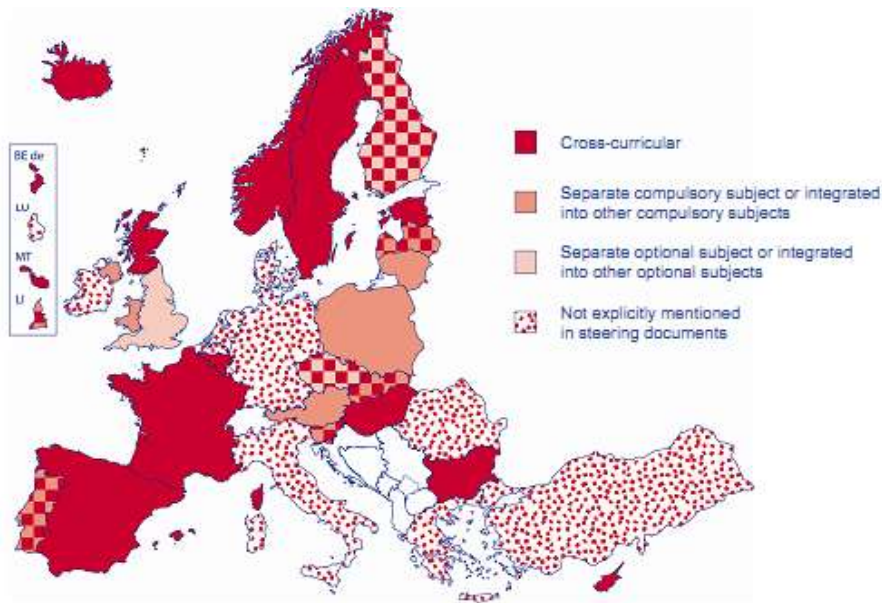 BE de
LU
MT
LI
Cross-curricular
Separate compulsory subject or integrated
into other compulsory subjects
Separate optional subject or integrated
into other optional subjects
Not explicitly mentioned
in steering documents